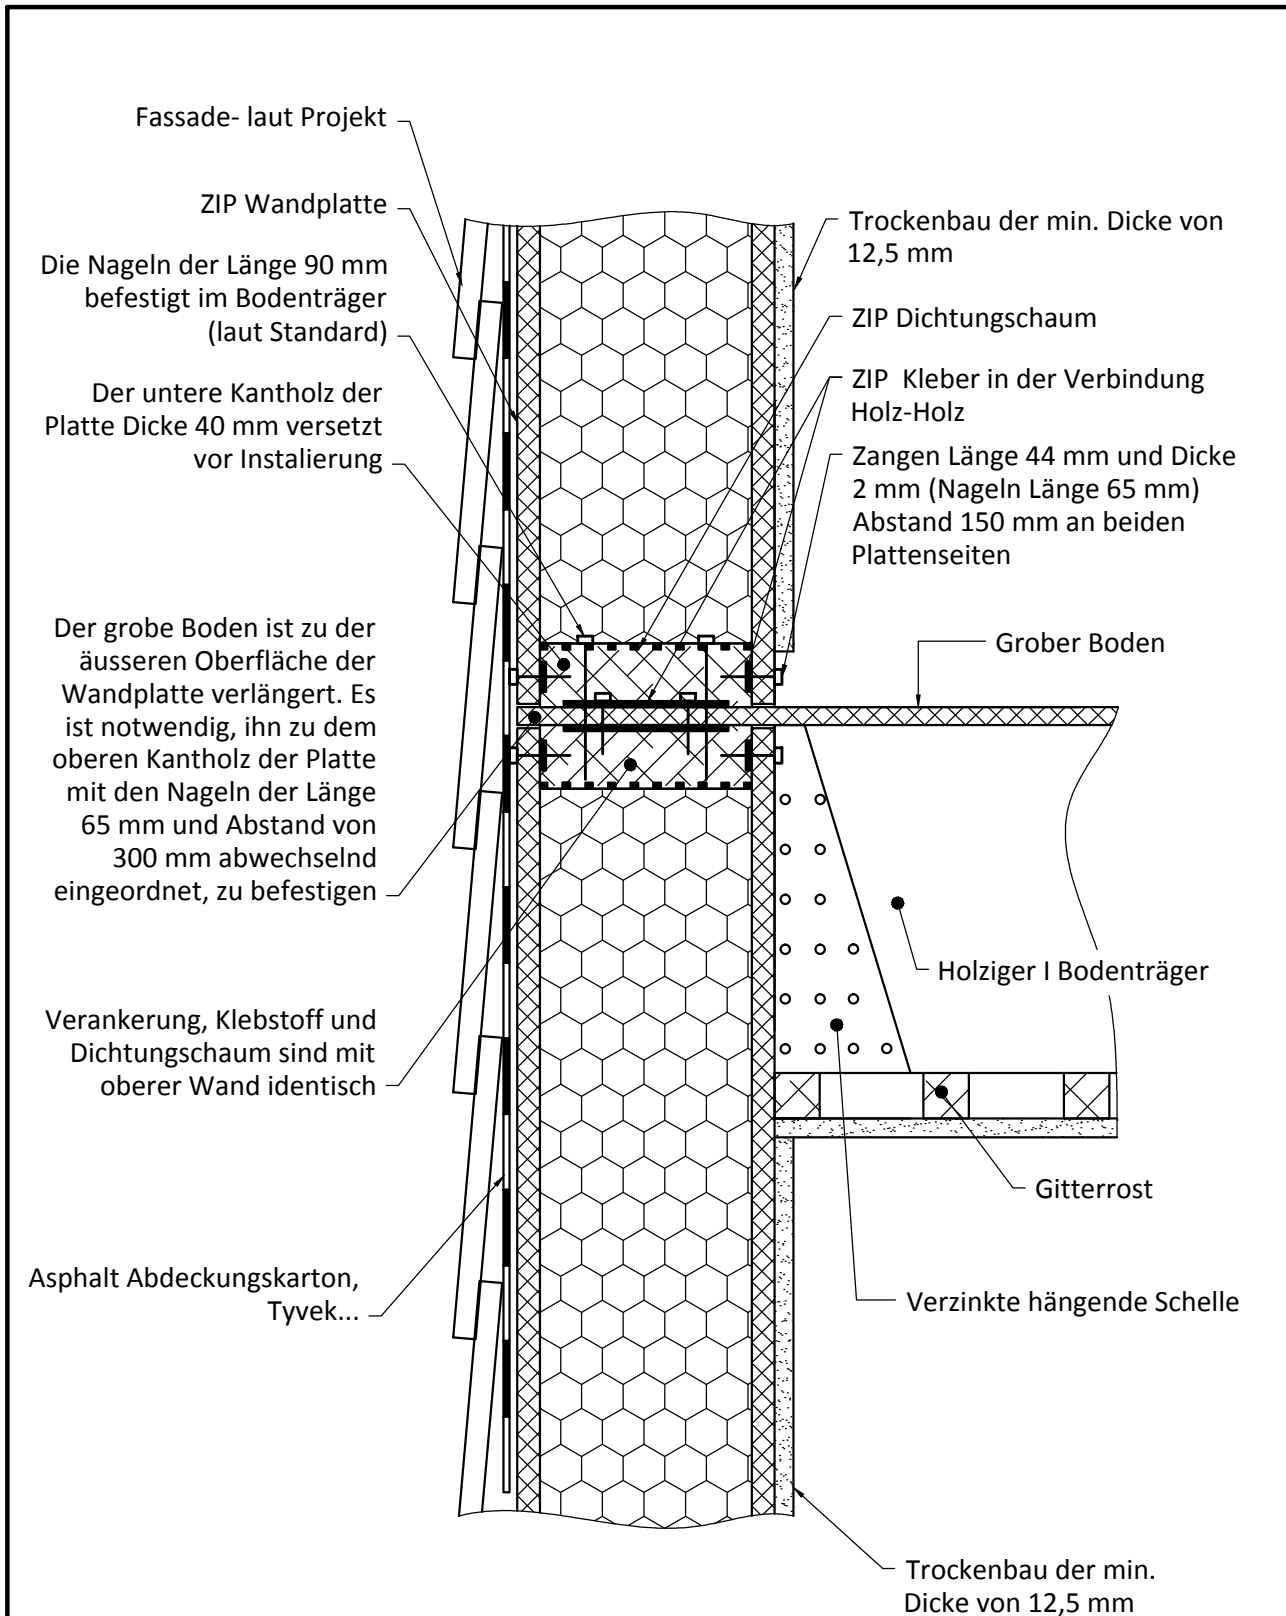 Fassade- laut Projekt
ZIP Wandplatte
Die Nageln der Länge 90 mm
befestigt im Bodenträger
(laut Standard)
Der untere Kantholz der
Platte Dicke 40 mm versetzt
vor Instalierung
Der grobe Boden ist zu der
äusseren Oberfläche der
Wandplatte verlängert. Es
ist notwendig, ihn zu dem
oberen Kantholz der Platte
mit den Nageln der Länge
65 mm und Abstand von
300 mm abwechselnd
eingeordnet, zu befestigen
Verankerung, Klebstoff und
Dichtungschaum sind mit
oberer Wand identisch
Asphalt Abdeckungskarton,
Tyvek...
Trockenbau der min. Dicke von
12,5 mm
ZIP Dichtungschaum
ZIP  Kleber in der Verbindung
Holz-Holz
Zangen Länge 44 mm und Dicke
2 mm (Nageln Länge 65 mm)
Abstand 150 mm an beiden
Plattenseiten
Grober Boden
Holziger I Bodenträger
Gitterrost
Verzinkte hängende Schelle
Trockenbau der min.
Dicke von 12,5 mm